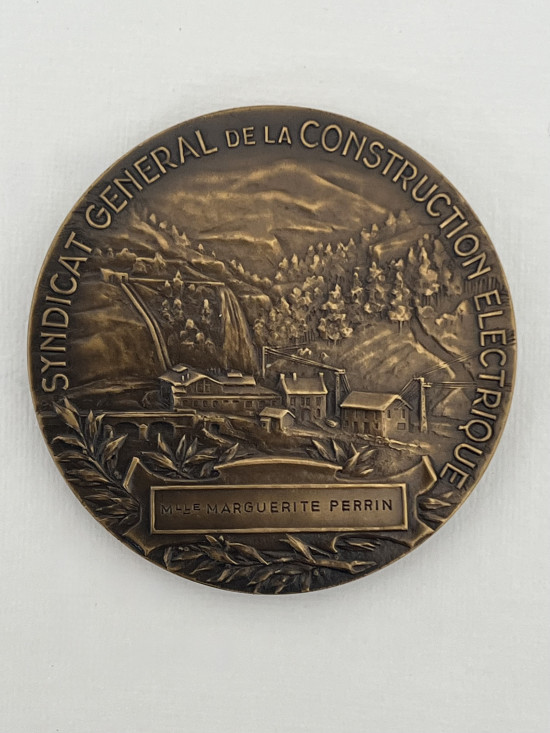 SYNDICAT GENERAL DE LA CONSTRUCTION ELECTRIQUE
MLLE MARGUERITE PERRIN